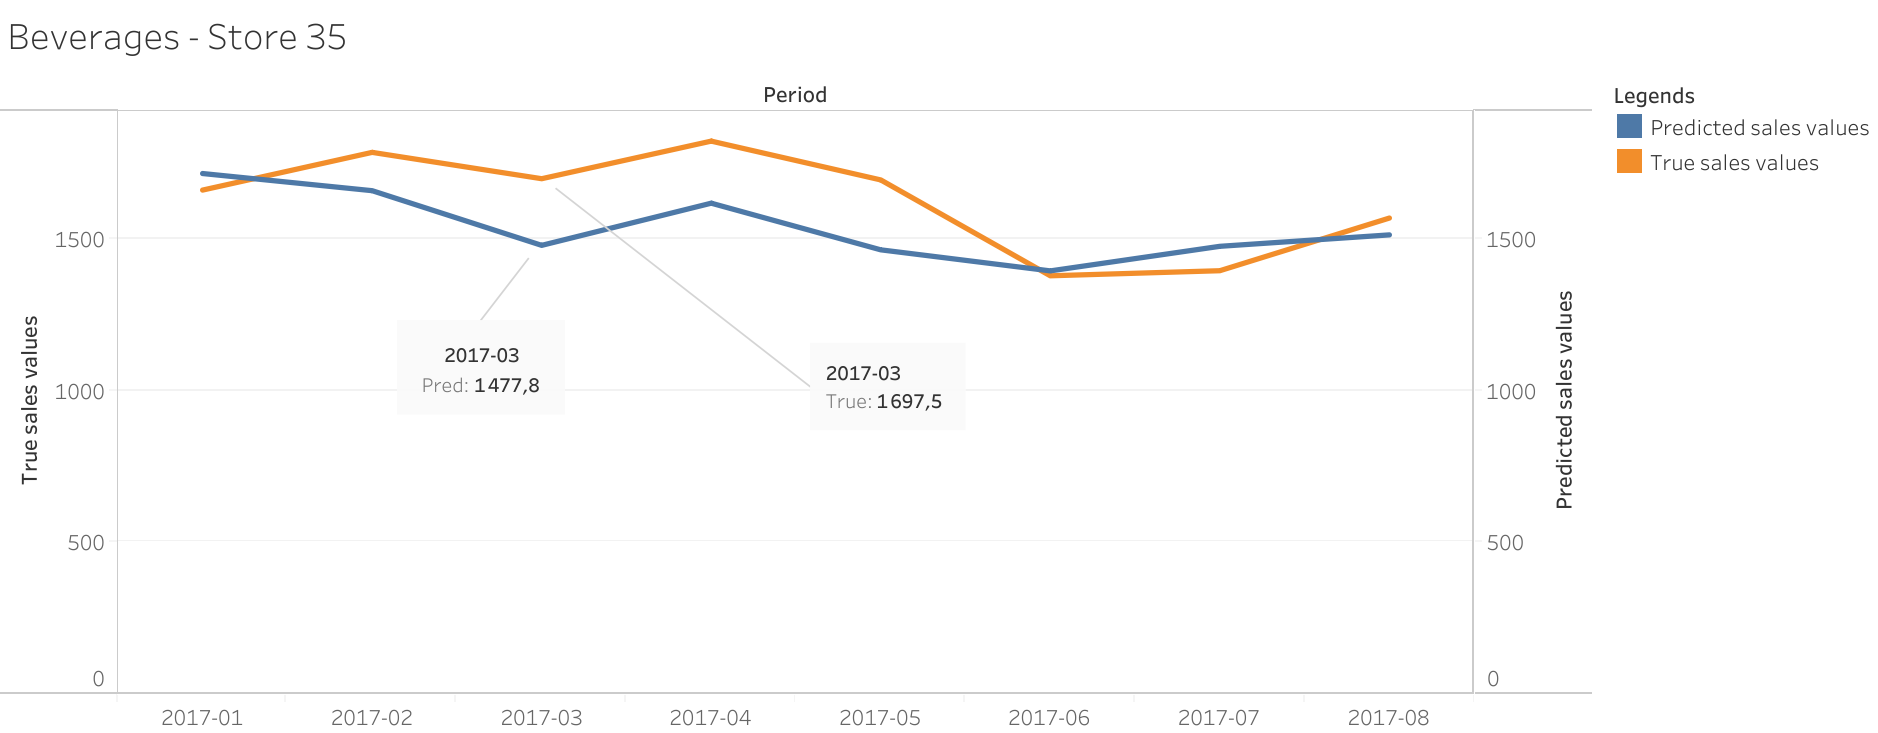 Beverages - Store 35
Period
Legends
Predicted sales values
True sales values
True sales values
1500
1000
500
0
2017-03
Pred: 1477,8
2017-03
True: 1697,5
1500
1000
500
0
Predicted sales values
2017-01
2017-02
2017-03
2017-04
2017-05
2017-06
2017-07
2017-08